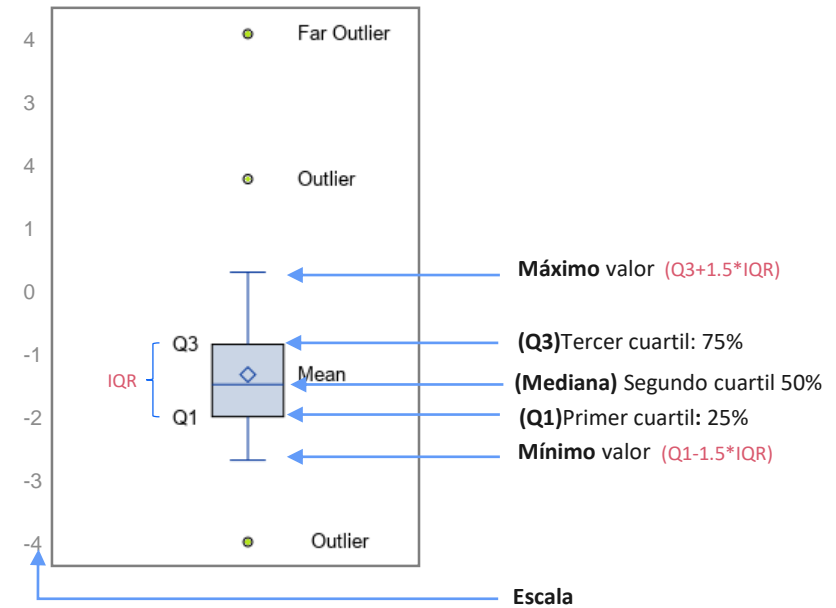 4
Far Outlier
3
4
Outlier
1
Máximo valor (Q3+1.5*IQR)
0
Q3
(Q3)Tercer cuartil: 75%
-1
IQR
Mean
(Mediana) Segundo cuartil 50%
-2
Q1
(Q1)Primer cuartil: 25%
Mínimo valor (Q1-1.5*IQR)
-3
-4
Outlier
Escala